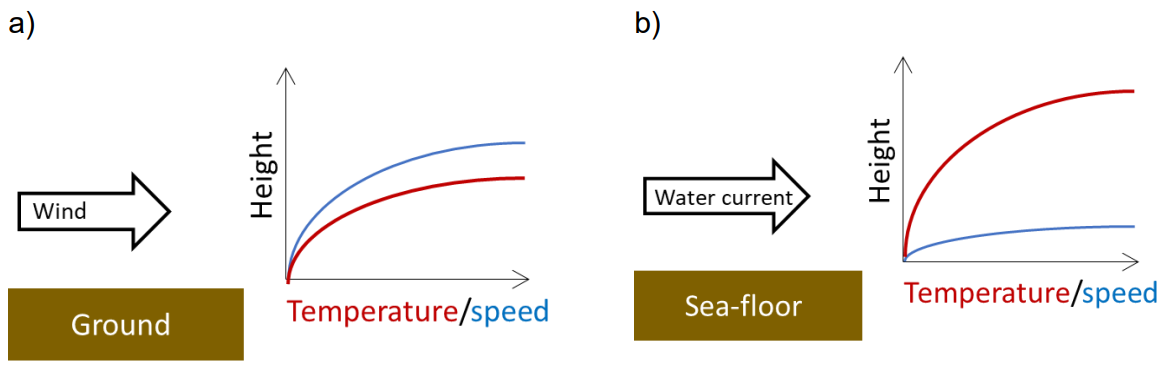 a)
Height
Wind
Ground
Temperature/speed
b)
Height
Water current
Sea-floor
Temperature/speed